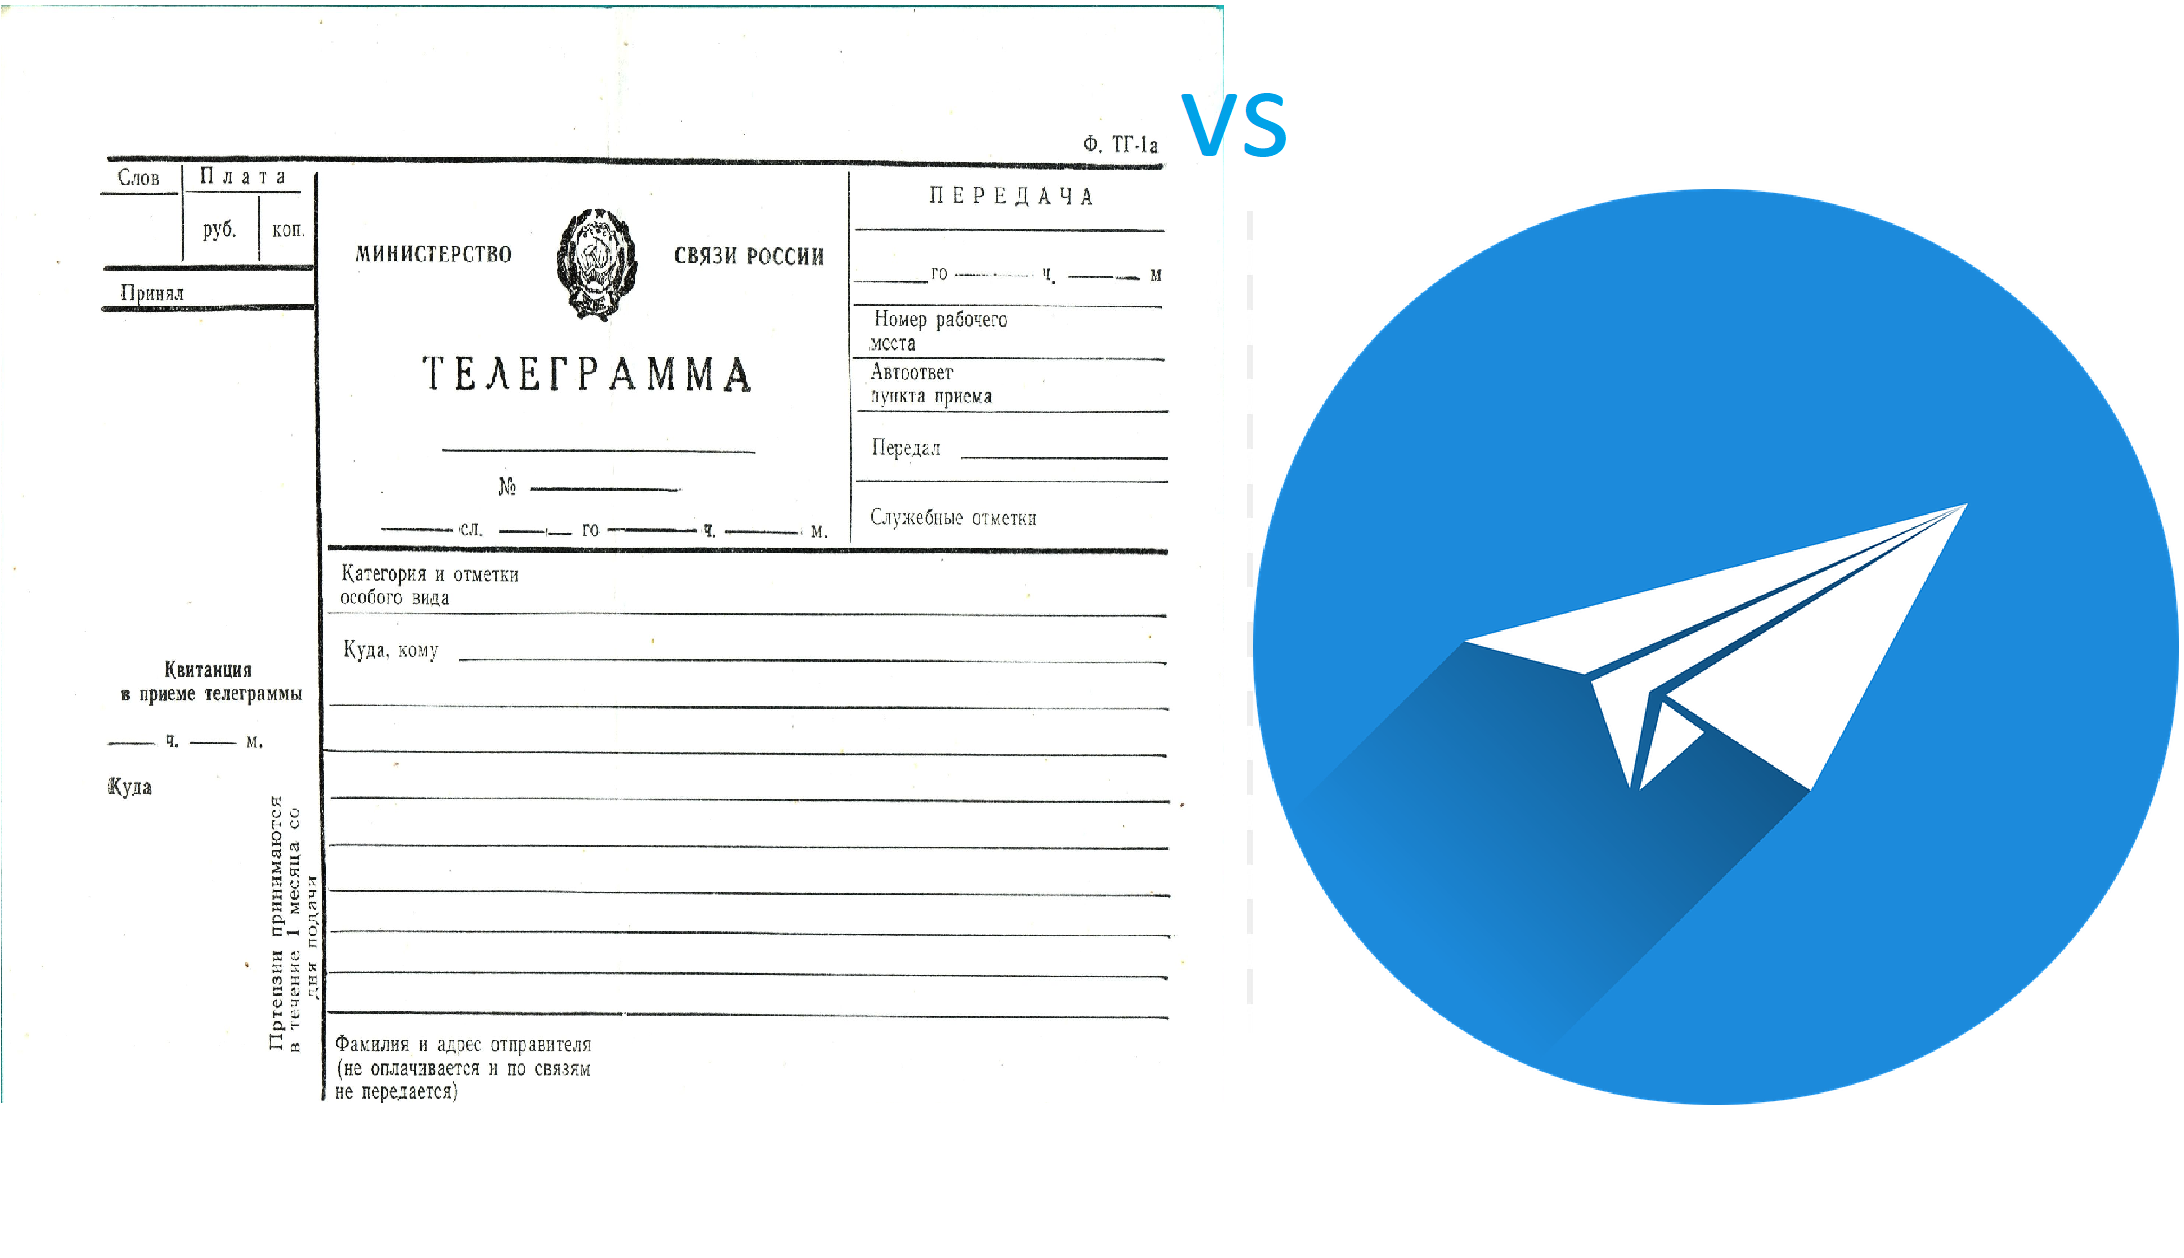 vs
Ф. ТГ-1а
Слов
Плата
руб.
коп.
Принял
МИНИСТЕРСТВО
СВЯЗИ РОССИИ
ТЕЛЕГРАММА
№
сл.
го
ч.
м.
ПЕРЕДАЧА
го
ч.
м
Номер рабочего
места
Автоответ
пункта приема
Передал
Служебные отметки
Категория и отметки
особого вида
Куда, кому
Квитанция
в приеме телеграммы
ч.
м.
Куда
Пртензии принимаются
в течение 1 месяца со
дня подачи
Фамилия и адрес отправителя
(не оплачивается и по связям
не передается)